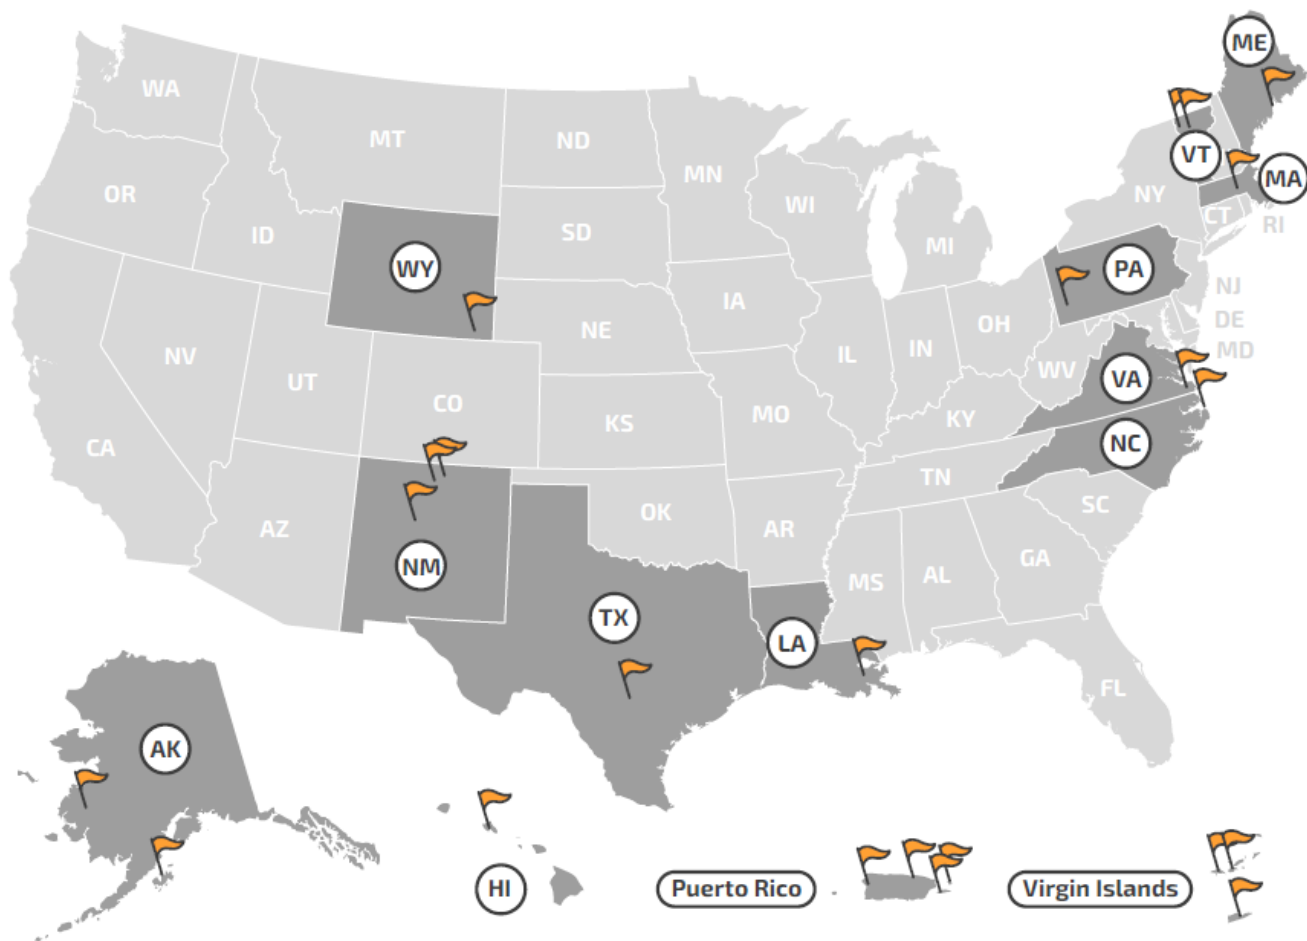 ME
WA
MT
ND
VT
MN
MA
OR
WI
NY
CT
RI
ID
SD
MI
WY
PA
NJ
IA
OH
DE
NE
MD
NV
IL
IN
WV
UT
VA
CO
MO
KY
KS
NC
CA
TN
OK
SC
AZ
AR
GA
NM
MS
AL
TX
LA
FL
AK
HI
Puerto Rico
Virgin Islands